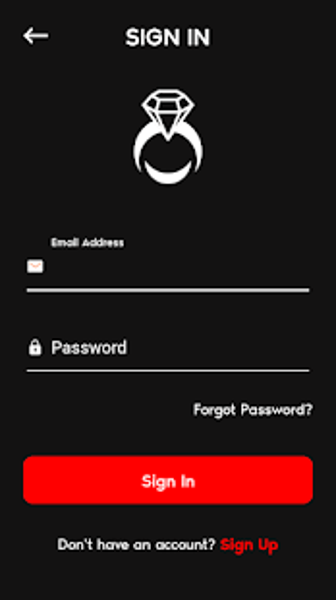 SIGN IN
Email Address
Password
Forgot Password?
Sign In
Don't have an account? Sign Up